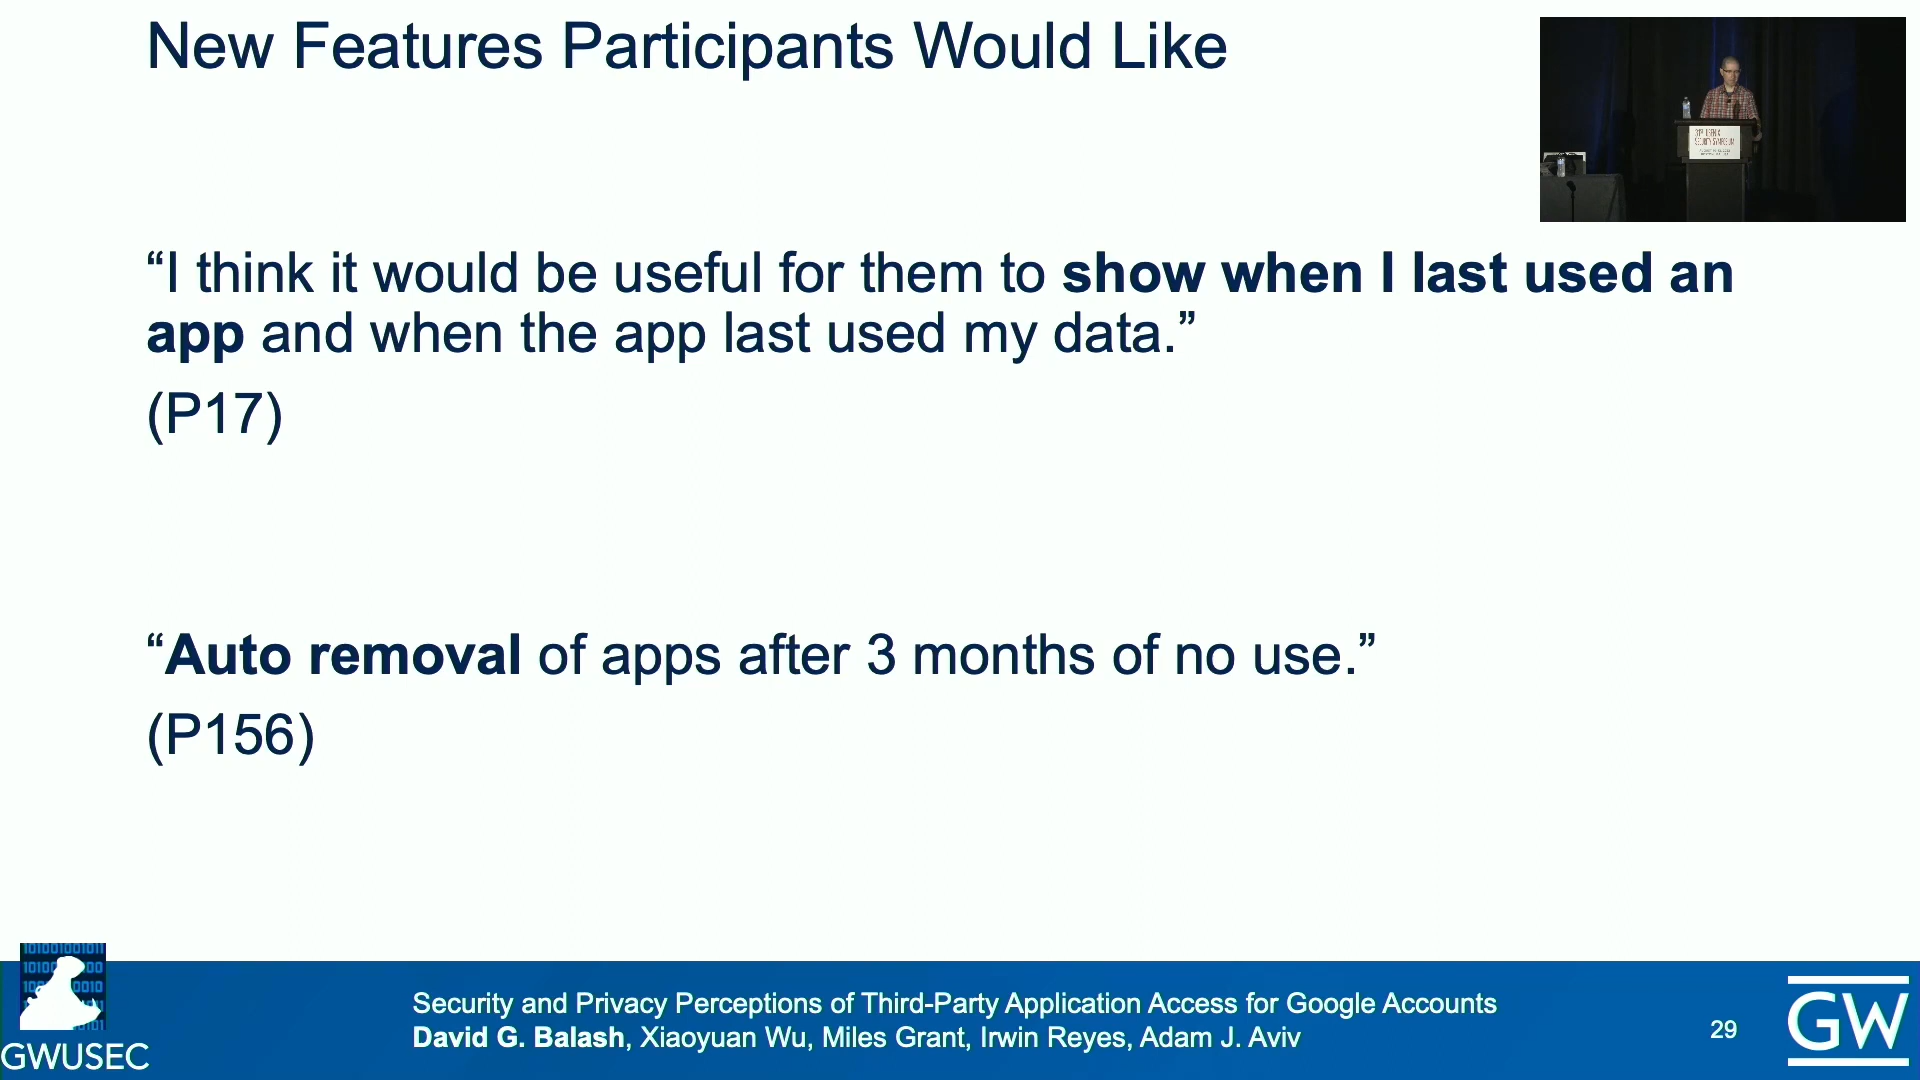 New Features Participants Would Like
“I think it would be useful for them to show when I last used an
app and when the app last used my data.”
(P17)
“Auto removal of apps after 3 months of no use.”
(P156)
Security and Privacy Perceptions of Third-Party Application Access for Google Accounts
David G. Balash, Xiaoyuan Wu, Miles Grant, Irwin Reyes, Adam J. Aviv
29
GW
GWUSEC